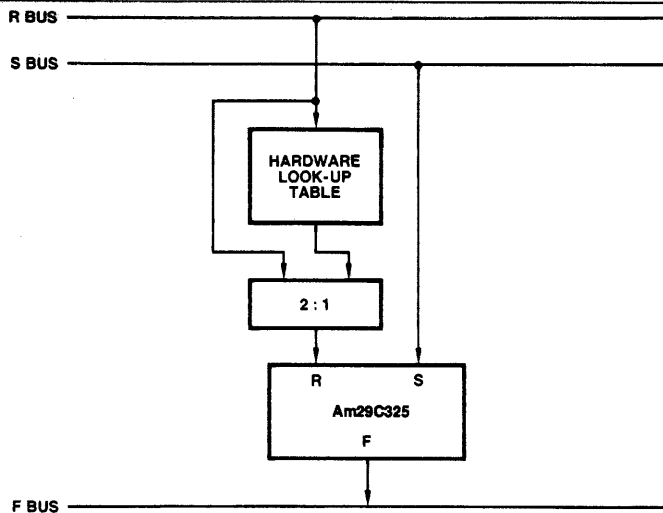 R BUS
S BUS
HARDWARE
LOOK-UP
TABLE
2 : 1
R S
Am29C325
F
F BUS